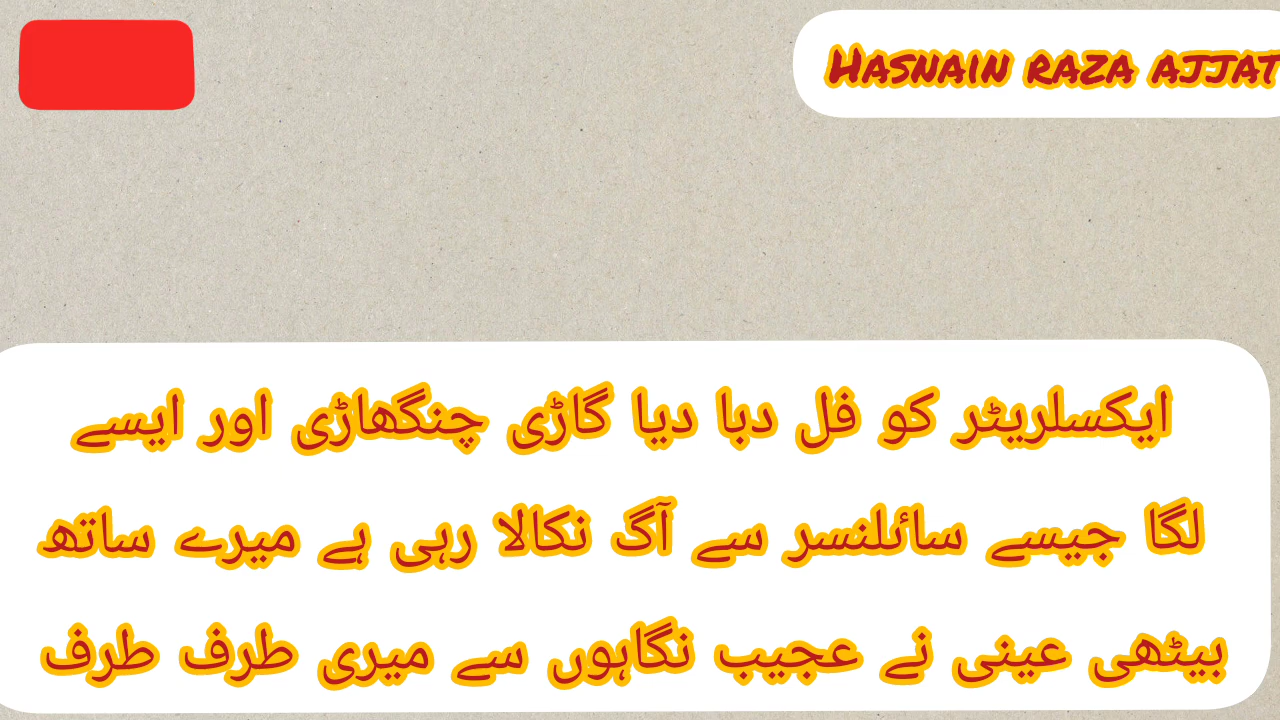 HASNAIN RAZA AJJAT
ایکسلریٹر کو فل دبا دیا گاڑی چنگھاڑی اور ایسے
لگا جیسے سائلنسر سے آگ نکالا رہی ہے میرے ساتھ
بیٹھی عینی نے عجیب نگاہوں سے میری طرف طرف